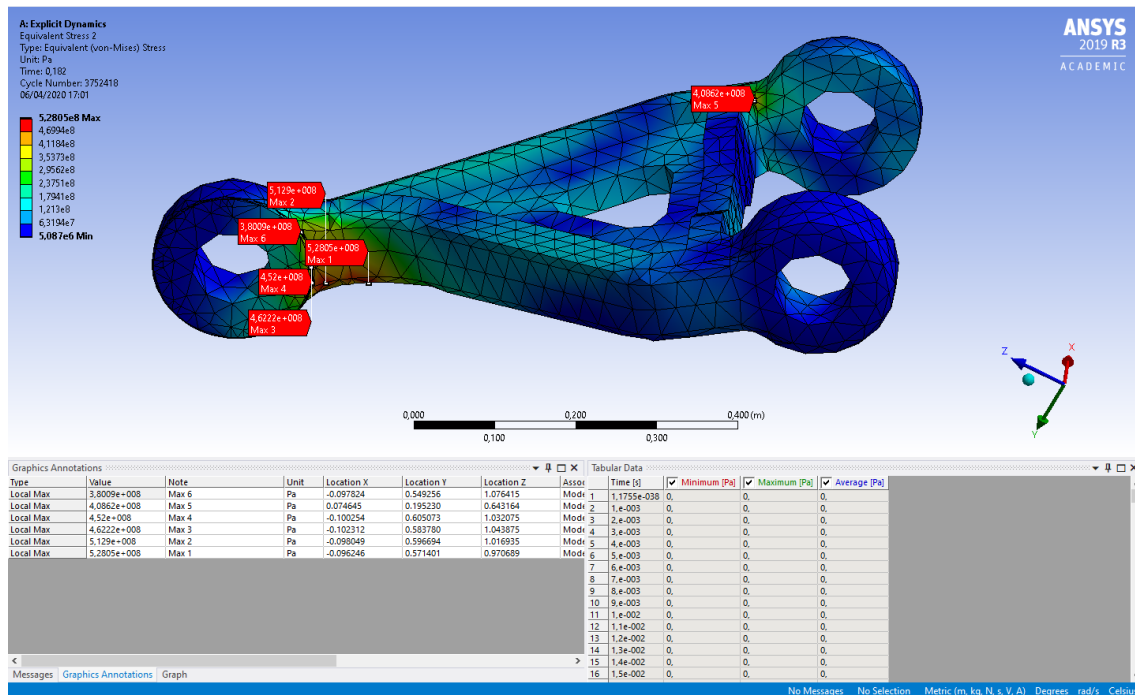 A: Explicit Dynamics
Equivalent Stress 2
Type: Equivalent (von-Mises) Stress
Unit: Pa
Time: 0,182
Cycle Number: 3752418
06/04/2020 17:01
5,2805e8 Max
4,6994e8
4,1184e8
3,5373e8
2,9562e8
2,3751e8
1,7941e8
1,213e8
6,3194e7
5,087e6 Min
ANSYS
2019 R3
ACADEMIC
4,0862e+008
Max 5
5,129e+008
Max 2
3,8009e+008
Max 6
5,2805e+008
Max 1
4,52e+008
Max 4
4,6222e+008
Max 3
Z
X
Y
0,000 0,200 0,400 (m)
0,100 0,300
Graphics Annotations
Type Value Note Unit Location X Location Y Location Z Assoc
Local Max 3,8009e+008 Max 6 Pa -0.097824 0.549256 1.076415 Mode
Local Max 4,0862e+008 Max 5 Pa 0.074645 0.195230 0.643164 Mode
Local Max 4,52e+008 Max 4 Pa -0.100254 0.605073 1.032075 Mode
Local Max 4,6222e+008 Max 3 Pa -0.102312 0.583780 1.043875 Mode
Local Max 5,129e+008 Max 2 Pa -0.098049 0.596694 1.016935 Mode
Local Max 5,2805e+008 Max 1 Pa -0.096246 0.571401 0.970689 Mode
Messages Graphics Annotations Graph
Tabular Data
Time [s] Minimum [Pa] Maximum [Pa] Average [Pa]
1 1,1755e-038 0, 0, 0,
2 1,e-003 0, 0, 0,
3 2,e-003 0, 0, 0,
4 3,e-003 0, 0, 0,
5 4,e-003 0, 0, 0,
6 5,e-003 0, 0, 0,
7 6,e-003 0, 0, 0,
8 7,e-003 0, 0, 0,
9 8,e-003 0, 0, 0,
10 9,e-003 0, 0, 0,
11 1,e-002 0, 0, 0,
12 1,1e-002 0, 0, 0,
13 1,2e-002 0, 0, 0,
14 1,3e-002 0, 0, 0,
15 1,4e-002 0, 0, 0,
16 1,5e-002 0, 0, 0,
No Messages No Selection Metric (m, kg, N, s, V, A) Degrees rad/s Celsiu